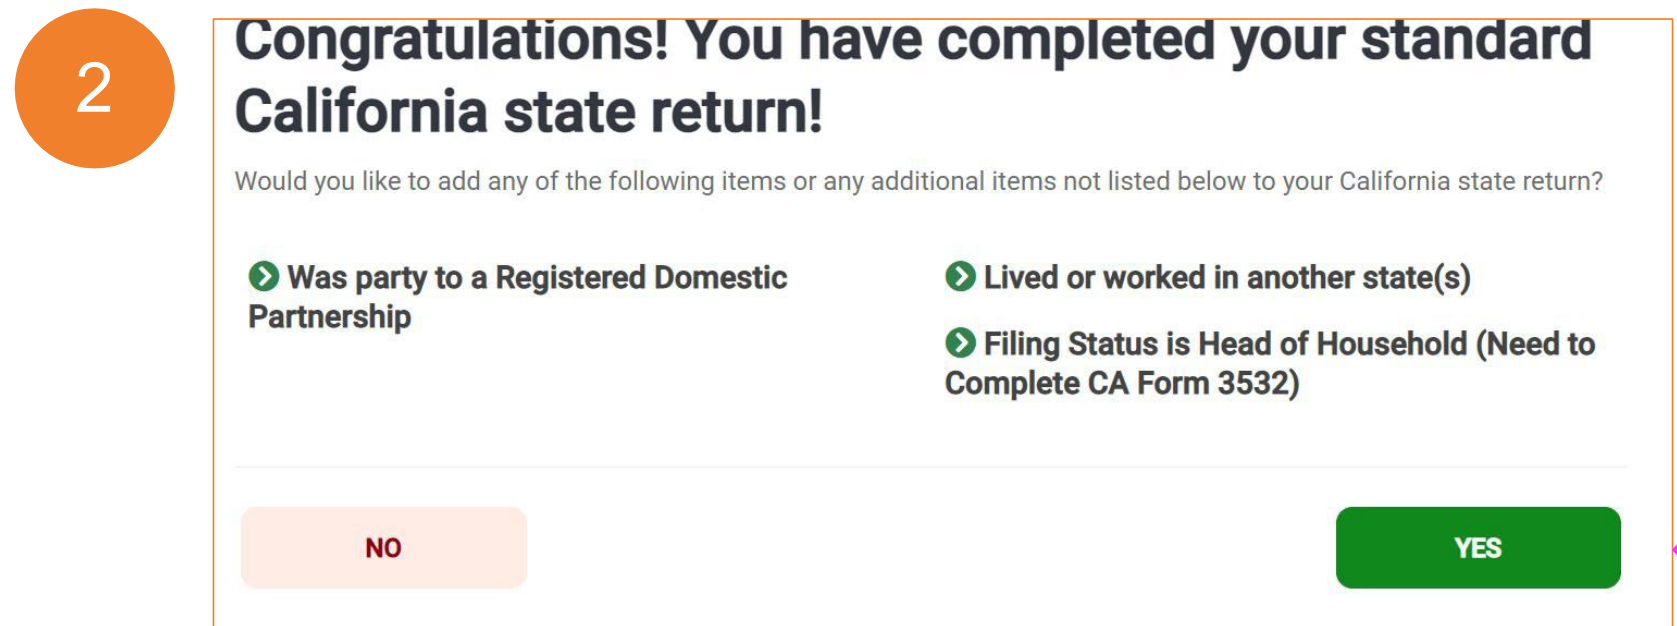 2
Congratulations! You have completed your standard
California state return!
Would you like to add any of the following items or any additional items not listed below to your California state return?
Was party to a Registered Domestic
Partnership
Lived or worked in another state(s)
Filing Status is Head of Household (Need to
Complete CA Form 3532)
NO
YES